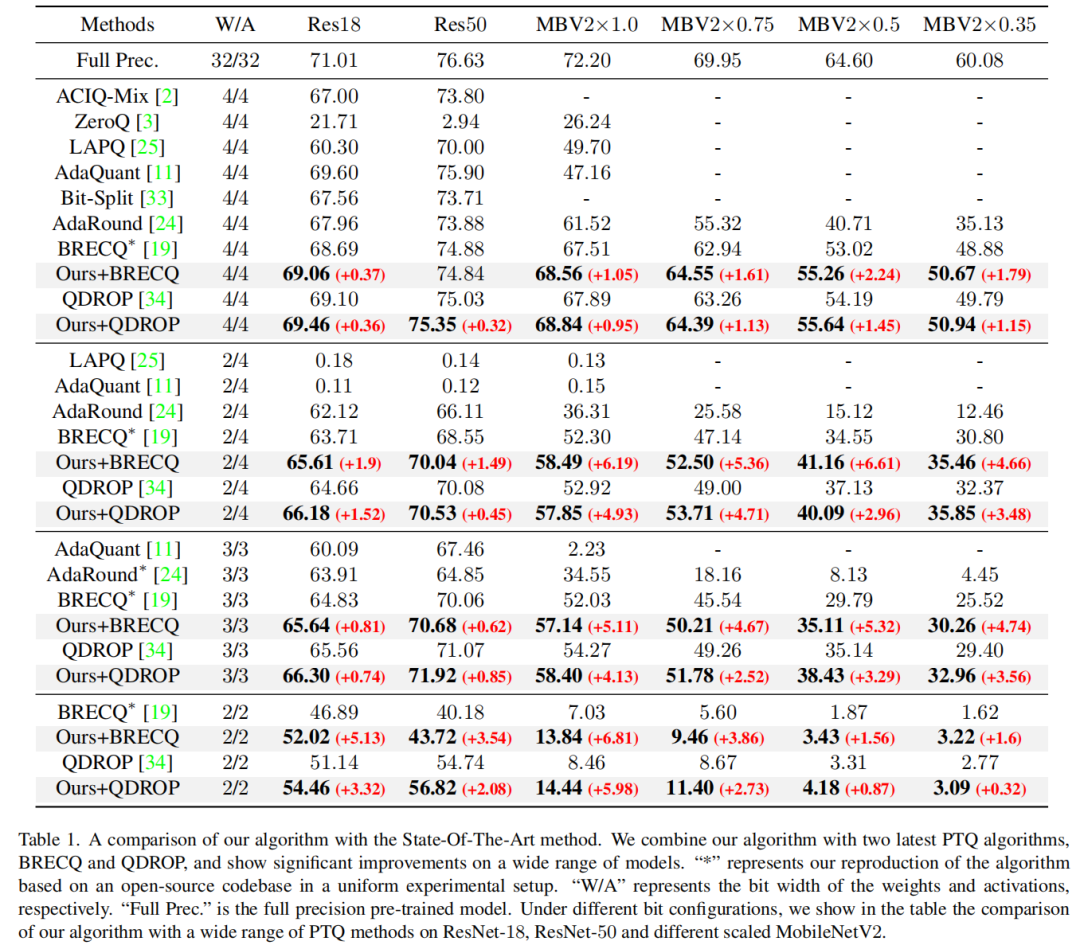 Methods W/A Res18 Res50 MBV2×1.0 MBV2×0.75 MBV2×0.5 MBV2×0.35
Full Prec. 32/32 71.01 76.63 72.20 69.95 64.60 60.08
ACIQ-Mix [2] 4/4 67.00 73.80 - - - -
ZeroQ [3] 4/4 21.71 2.94 26.24 - - -
LAPQ [25] 4/4 60.30 70.00 49.70 - - -
AdaQuant [11] 4/4 69.60 75.90 47.16 - - -
Bit-Split [33] 4/4 67.56 73.71 - - - -
AdaRound [24] 4/4 67.96 73.88 61.52 55.32 40.71 35.13
BRECQ* [19] 4/4 68.69 74.88 67.51 62.94 53.02 48.88
Ours+BRECQ 4/4 69.06 (+0.37) 74.84 68.56 (+1.05) 64.55 (+1.61) 55.26 (+2.24) 50.67 (+1.79)
QDROP [34] 4/4 69.10 75.03 67.89 63.26 54.19 49.79
Ours+QDROP 4/4 69.46 (+0.36) 75.35 (+0.32) 68.84 (+0.95) 64.39 (+1.13) 55.64 (+1.45) 50.94 (+1.15)
LAPQ [25] 2/4 0.18 0.14 0.13 - - -
AdaQuant [11] 2/4 0.11 0.12 0.15 - - -
AdaRound [24] 2/4 62.12 66.11 36.31 25.58 15.12 12.46
BRECQ* [19] 2/4 63.71 68.55 52.30 47.14 34.55 30.80
Ours+BRECQ 2/4 65.61 (+1.9) 70.04 (+1.49) 58.49 (+6.19) 52.50 (+5.36) 41.16 (+6.61) 35.46 (+4.66)
QDROP [34] 2/4 64.66 70.08 52.92 49.00 37.13 32.37
Ours+QDROP 2/4 66.18 (+1.52) 70.53 (+0.45) 57.85 (+4.93) 53.71 (+4.71) 40.09 (+2.96) 35.85 (+3.48)
AdaQuant [11] 3/3 60.09 67.46 2.23 - - -
AdaRound* [24] 3/3 63.91 64.85 34.55 18.16 8.13 4.45
BRECQ* [19] 3/3 64.83 70.06 52.03 45.54 29.79 25.52
Ours+BRECQ 3/3 65.64 (+0.81) 70.68 (+0.62) 57.14 (+5.11) 50.21 (+4.67) 35.11 (+5.32) 30.26 (+4.74)
QDROP [34] 3/3 65.56 71.07 54.27 49.26 35.14 29.40
Ours+QDROP 3/3 66.30 (+0.74) 71.92 (+0.85) 58.40 (+4.13) 51.78 (+2.52) 38.43 (+3.29) 32.96 (+3.56)
BRECQ* [19] 2/2 46.89 40.18 7.03 5.60 1.87 1.62
Ours+BRECQ 2/2 52.02 (+5.13) 43.72 (+3.54) 13.84 (+6.81) 9.46 (+3.86) 3.43 (+1.56) 3.22 (+1.6)
QDROP [34] 2/2 51.14 54.74 8.46 8.67 3.31 2.77
Ours+QDROP 2/2 54.46 (+3.32) 56.82 (+2.08) 14.44 (+5.98) 11.40 (+2.73) 4.18 (+0.87) 3.09 (+0.32)
Table 1. A comparison of our algorithm with the State-Of-The-Art method. We combine our algorithm with two latest PTQ algorithms,
BRECQ and QDROP, and show significant improvements on a wide range of models. “*” represents our reproduction of the algorithm
based on an open-source codebase in a uniform experimental setup. “W/A” represents the bit width of the weights and activations,
respectively. “Full Prec.” is the full precision pre-trained model. Under different bit configurations, we show in the table the comparison
of our algorithm with a wide range of PTQ methods on ResNet-18, ResNet-50 and different scaled MobileNetV2.